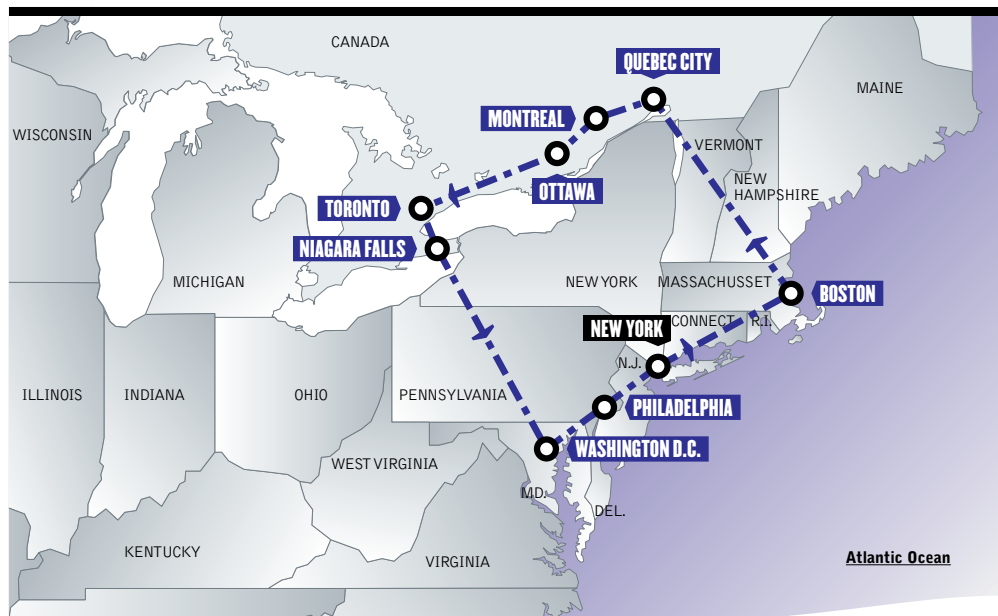 CANADA
QUEBEC CITY
MAINE
MONTREAL
WISCONSIN
VERMONT
OTTAWA
NEW
HAMPSHIRE
TORONTO
NIAGARA FALLS
MICHIGAN
NEW YORK
MASSACHUSSET
BOSTON
CONNECT
R.I.
NEW YORK
N.J.
ILLINOIS
INDIANA
OHIO
PENNSYLVANIA
PHILADELPHIA
WASHINGTON D.C.
WEST VIRGINIA
MD.
DEL.
KENTUCKY
VIRGINIA
Atlantic Ocean